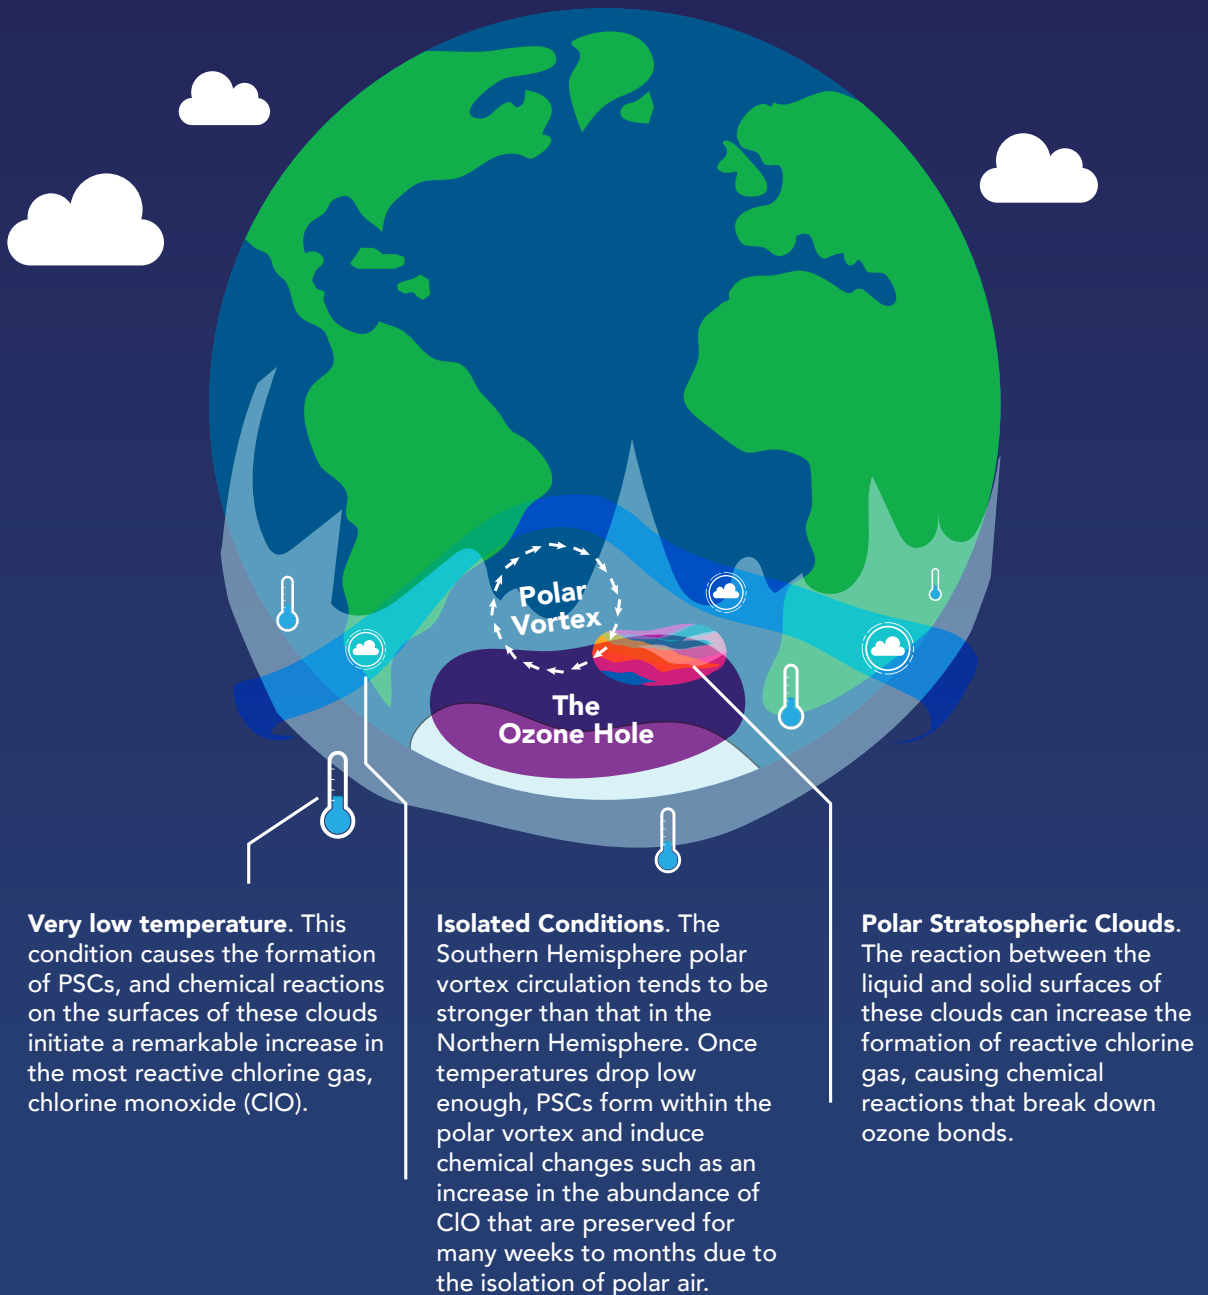 Polar
Vortex
The
Ozone Hole
Very low temperature. This
condition causes the formation
of PSCs, and chemical reactions
on the surfaces of these clouds
initiate a remarkable increase in
the most reactive chlorine gas,
chlorine monoxide (ClO).
Isolated Conditions. The
Southern Hemisphere polar
vortex circulation tends to be
stronger than that in the
Northern Hemisphere. Once
temperatures drop low
enough, PSCs form within the
polar vortex and induce
chemical changes such as an
increase in the abundance of
ClO that are preserved for
many weeks to months due to
the isolation of polar air.
Polar Stratospheric Clouds.
The reaction between the
liquid and solid surfaces of
these clouds can increase the
formation of reactive chlorine
gas, causing chemical
reactions that break down
ozone bonds.